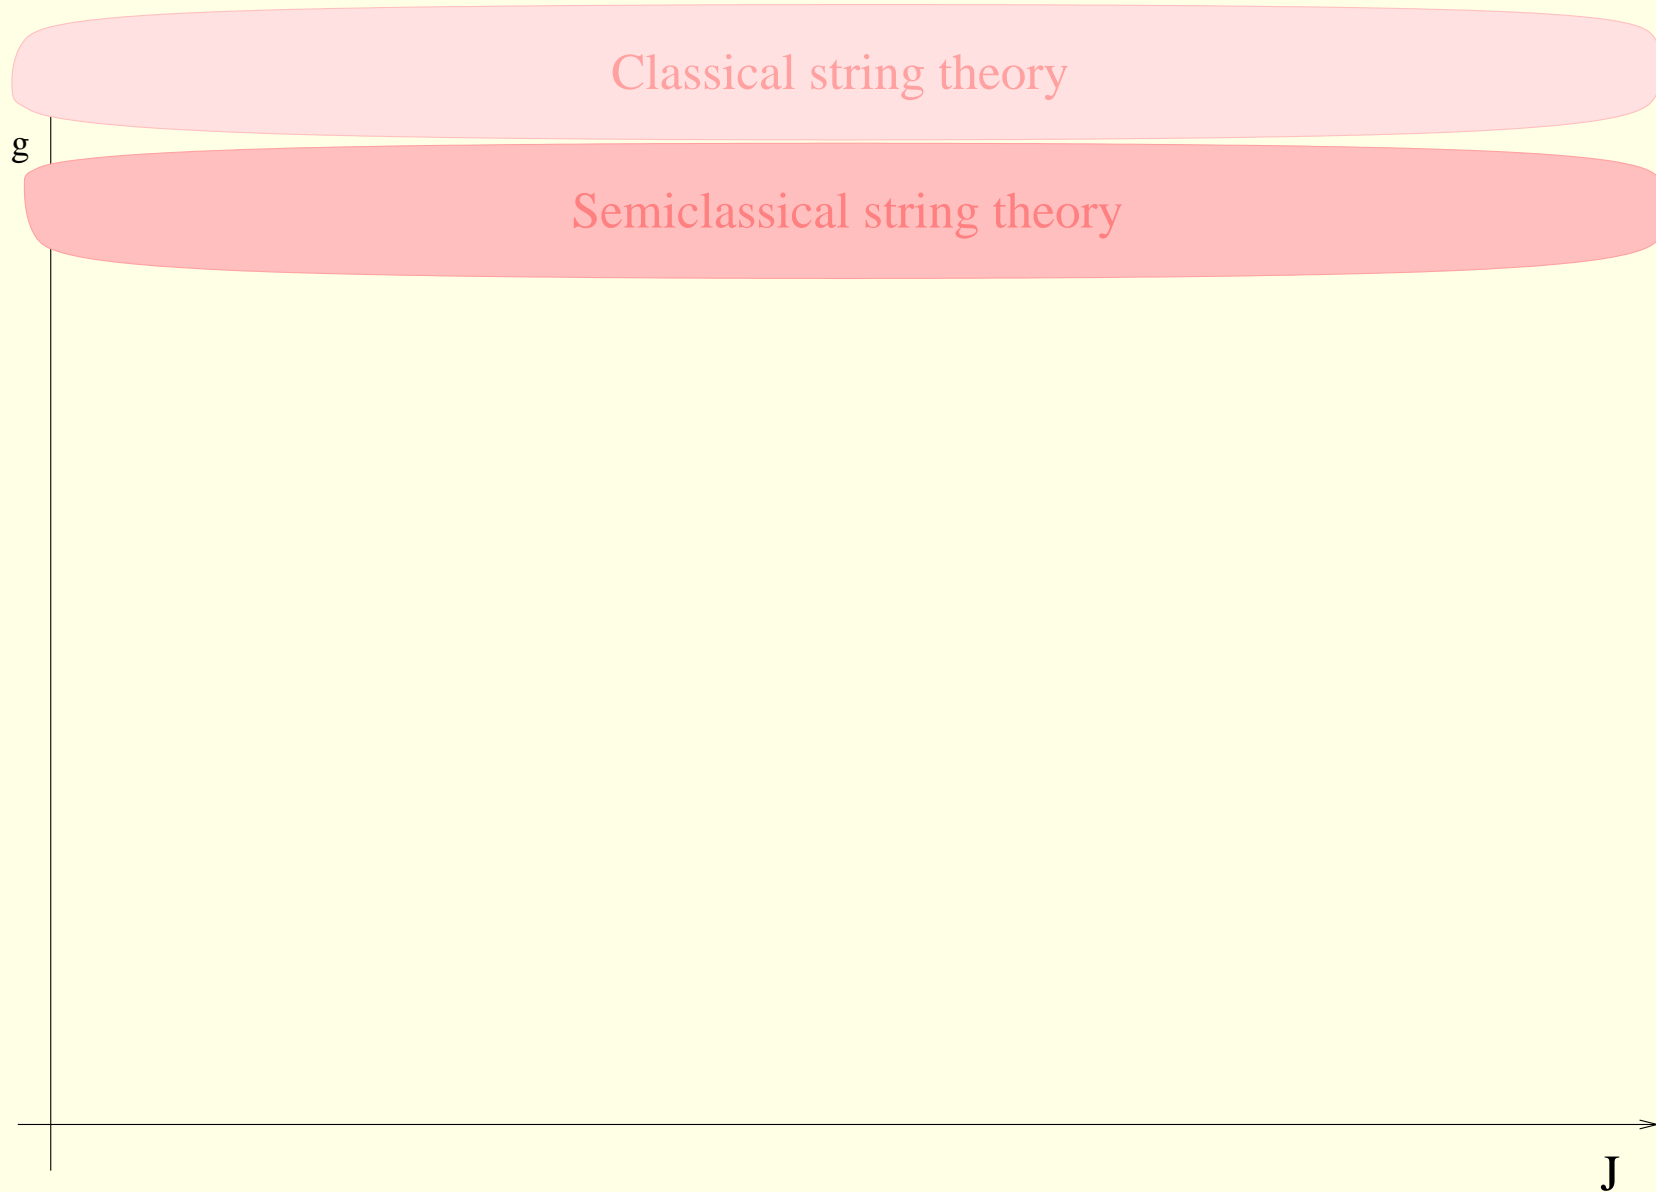 Classical string theory
g
Semiclassical string theory
J